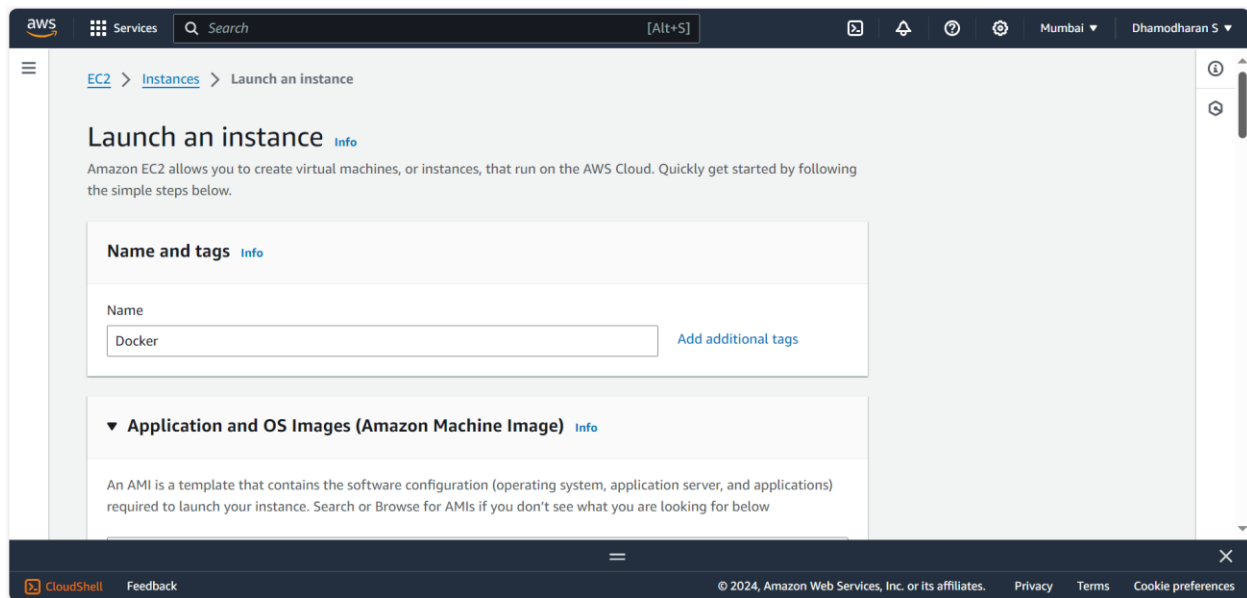 aws Services Search [Alt+S] Mumbai ▼ Dhamodharan S ▼
EC2 > Instances > Launch an instance
Launch an instance Info
Amazon EC2 allows you to create virtual machines, or instances, that run on the AWS Cloud. Quickly get started by following
the simple steps below.
Name and tags Info
Name
Docker Add additional tags
▼ Application and OS Images (Amazon Machine Image) Info
An AMI is a template that contains the software configuration (operating system, application server, and applications)
required to launch your instance. Search or Browse for AMIs if you don't see what you are looking for below
CloudShell Feedback © 2024, Amazon Web Services, Inc. or its affiliates. Privacy Terms Cookie preferences